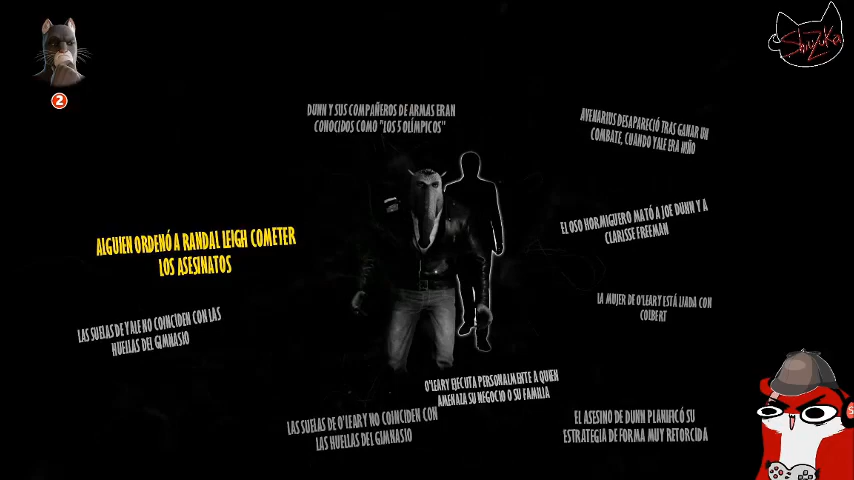 Shizuka
2
DUNN Y SUS COMPAÑEROS DE ARMAS ERAN
CONOCIDOS COMO "LOS 5 OLÍMPICOS"
AVENARIUS DESAPARECIÓ TRAS GANAR UN
COMBATE, CUANDO YALE ERA NIÑO
ALGUIEN ORDENÓ A RANDAL LEIGH COMETER
LOS ASESINATOS
EL OSO HORMIGUERO MATÓ A JOE DUNN Y A
CLARISSE FREEMAN
LA MUJER DE O'LEARY ESTÁ LIADA CON
COLBERT
LAS SUELAS DE YALE NO COINCIDEN CON LAS
HUELLAS DEL GIMNASIO
O'LEARY EJECUTA PERSONALMENTE A QUIEN
AMENAZA SU NEGOCIO O SU FAMILIA
LAS SUELAS DE O'LEARY NO COINCIDEN CON
LAS HUELLAS DEL GIMNASIO
EL ASESINO DE DUNN PLANIFICÓ SU
ESTRATEGIA DE FORMA MUY RETORCIDA
S